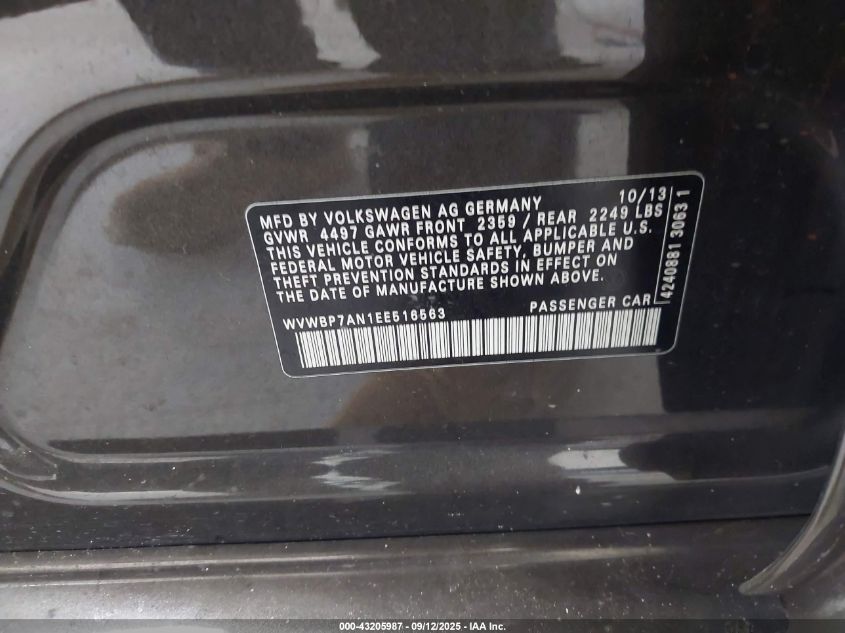 MFD BY VOLKSWAGEN AG GERMANY 10/13
GVWR 4497 GAWR FRONT 2359 / REAR 2249 LBS
THIS VEHICLE CONFORMS TO ALL APPLICABLE U.S.
FEDERAL MOTOR VEHICLE SAFETY, BUMPER AND
THEFT PREVENTION STANDARDS IN EFFECT ON
THE DATE OF MANUFACTURE SHOWN ABOVE.
WVWBP7AN1EE516563 PASSENGER CAR
4240881 3063 1
000-43205987 - 09/12/2025 - IAA Inc.